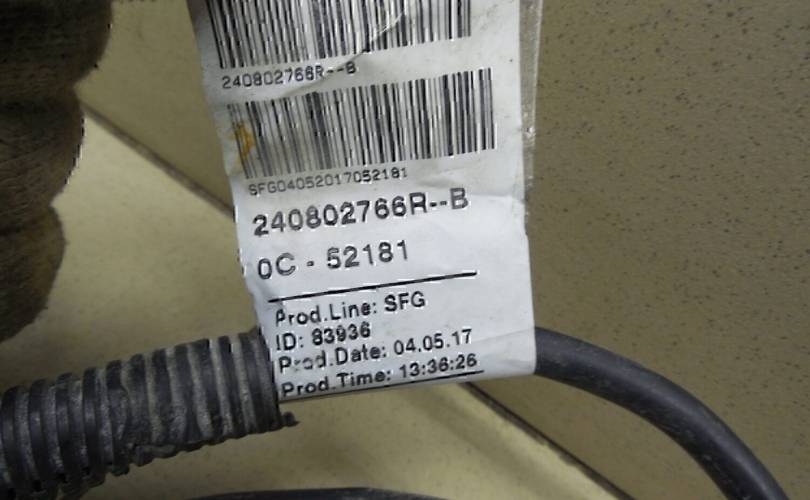 240802766R--B
SFG04052017052181
240802766R--B
0C - 52181
Prod.Line: SFG
ID: 83936
Prod.Date: 04.05.17
Prod.Time: 13:36:26